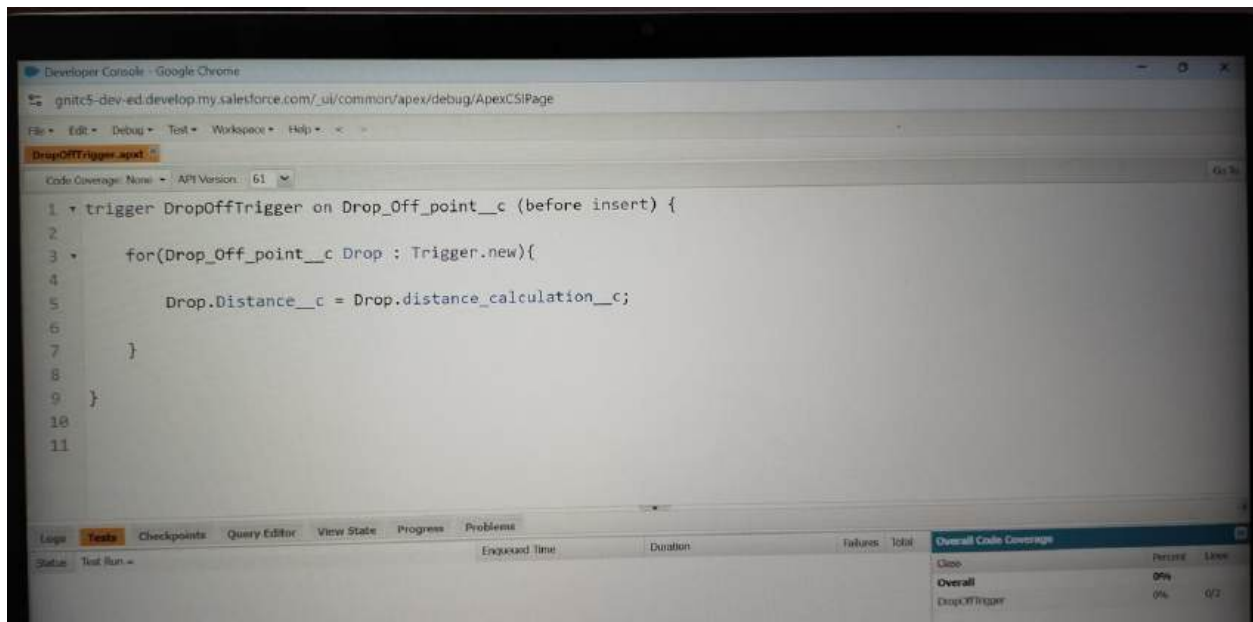 Developer Console - Google Chrome
gnitc5-dev-ed.develop.my.salesforce.com/_ui/common/apex/debug/ApexCSIPage
File Edit Debug Test Workspace Help < >
DropOffTrigger.apxt
Code Coverage: None API Version: 61 Go To
1 trigger DropOffTrigger on Drop_Off_point__c (before insert) {
2
3 for(Drop_Off_point__c Drop : Trigger.new){
4
5 Drop.Distance__c = Drop.distance_calculation__c;
6
7 }
8
9 }
10
11
Logs Tests Checkpoints Query Editor View State Progress Problems
Status Test Run Enqueued Time Duration Failures Total
Overall Code Coverage
Class Percent Lines
Overall 0%
DropOffTrigger 0% 0/2